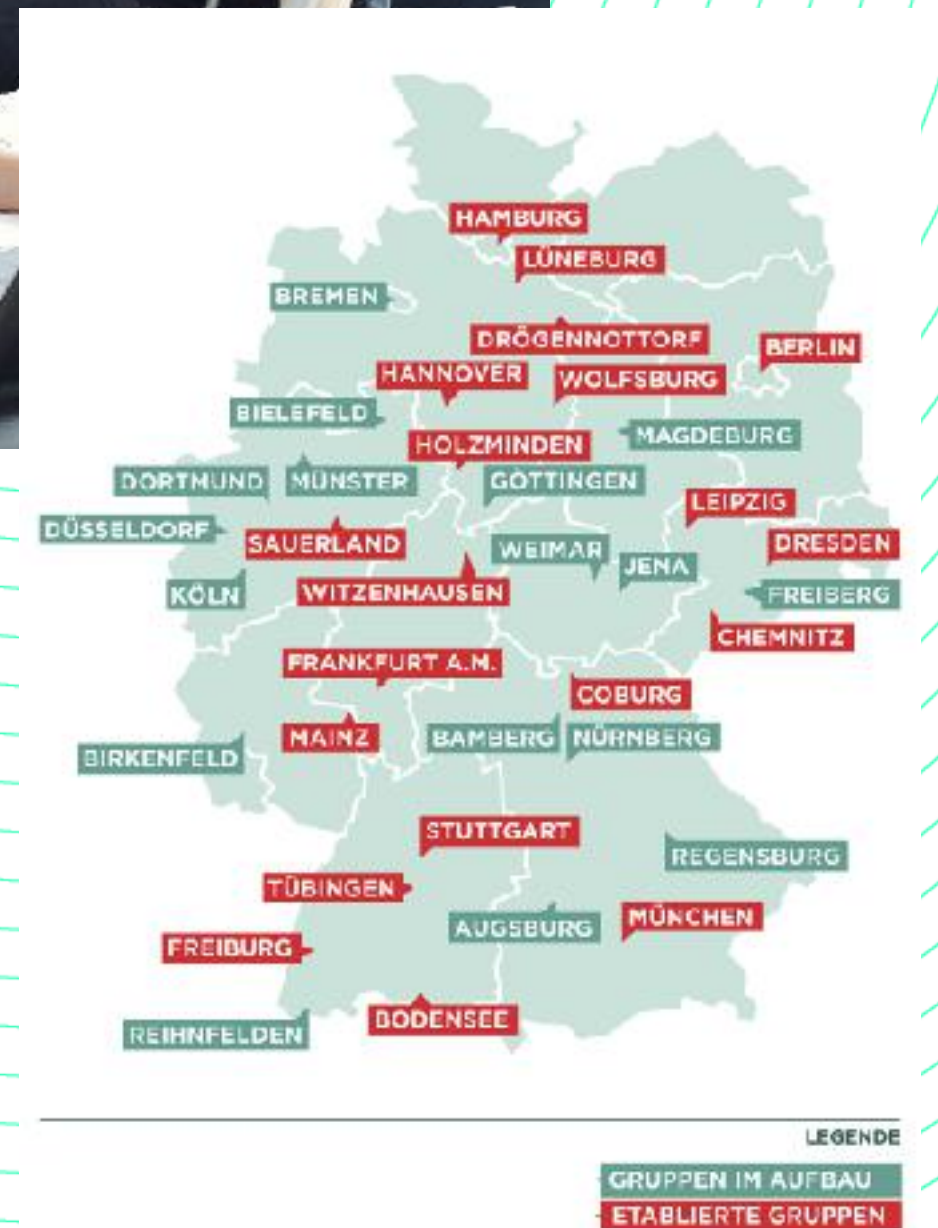 HAMBURG
LÜNEBURG
BREMEN
DRÖGENNOTTORF
BERLIN
HANNOVER
WOLFSBURG
BIELEFELD
MAGDEBURG
HOLZMINDEN
DORTMUND
MÜNSTER
GÖTTINGEN
LEIPZIG
DÜSSELDORF
SAUERLAND
WEIMAR
DRESDEN
JENA
KÖLN
WITZENHAUSEN
FREIBERG
CHEMNITZ
FRANKFURT A.M.
COBURG
MAINZ
BAMBERG
NÜRNBERG
BIRKENFELD
STUTTGART
REGENSBURG
TÜBINGEN
AUGSBURG
MÜNCHEN
FREIBURG
BODENSEE
REIHNFELDEN
LEGENDE
GRUPPEN IM AUFBAU
ETABLIERTE GRUPPEN